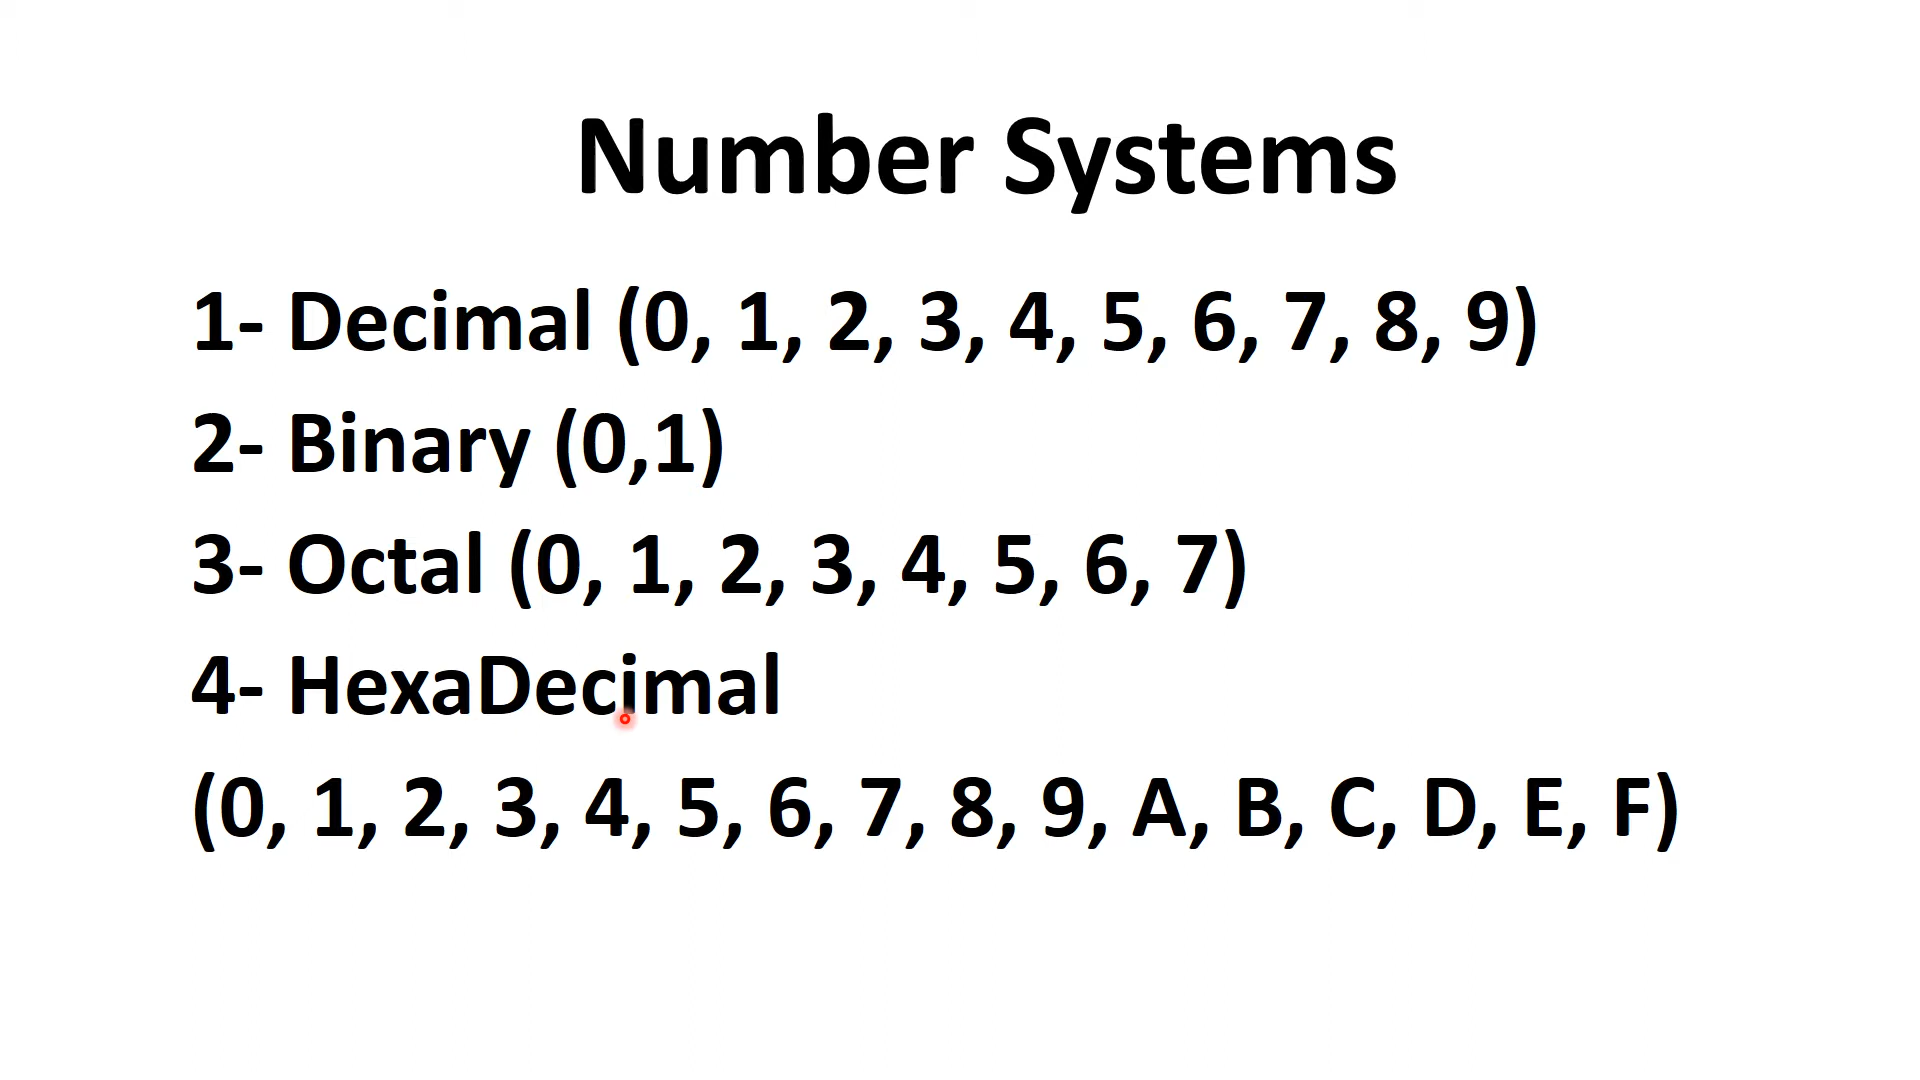 Number Systems
1- Decimal (0, 1, 2, 3, 4, 5, 6, 7, 8, 9)
2- Binary (0,1)
3- Octal (0, 1, 2, 3, 4, 5, 6, 7)
4- HexaDecimal
(0, 1, 2, 3, 4, 5, 6, 7, 8, 9, A, B, C, D, E, F)